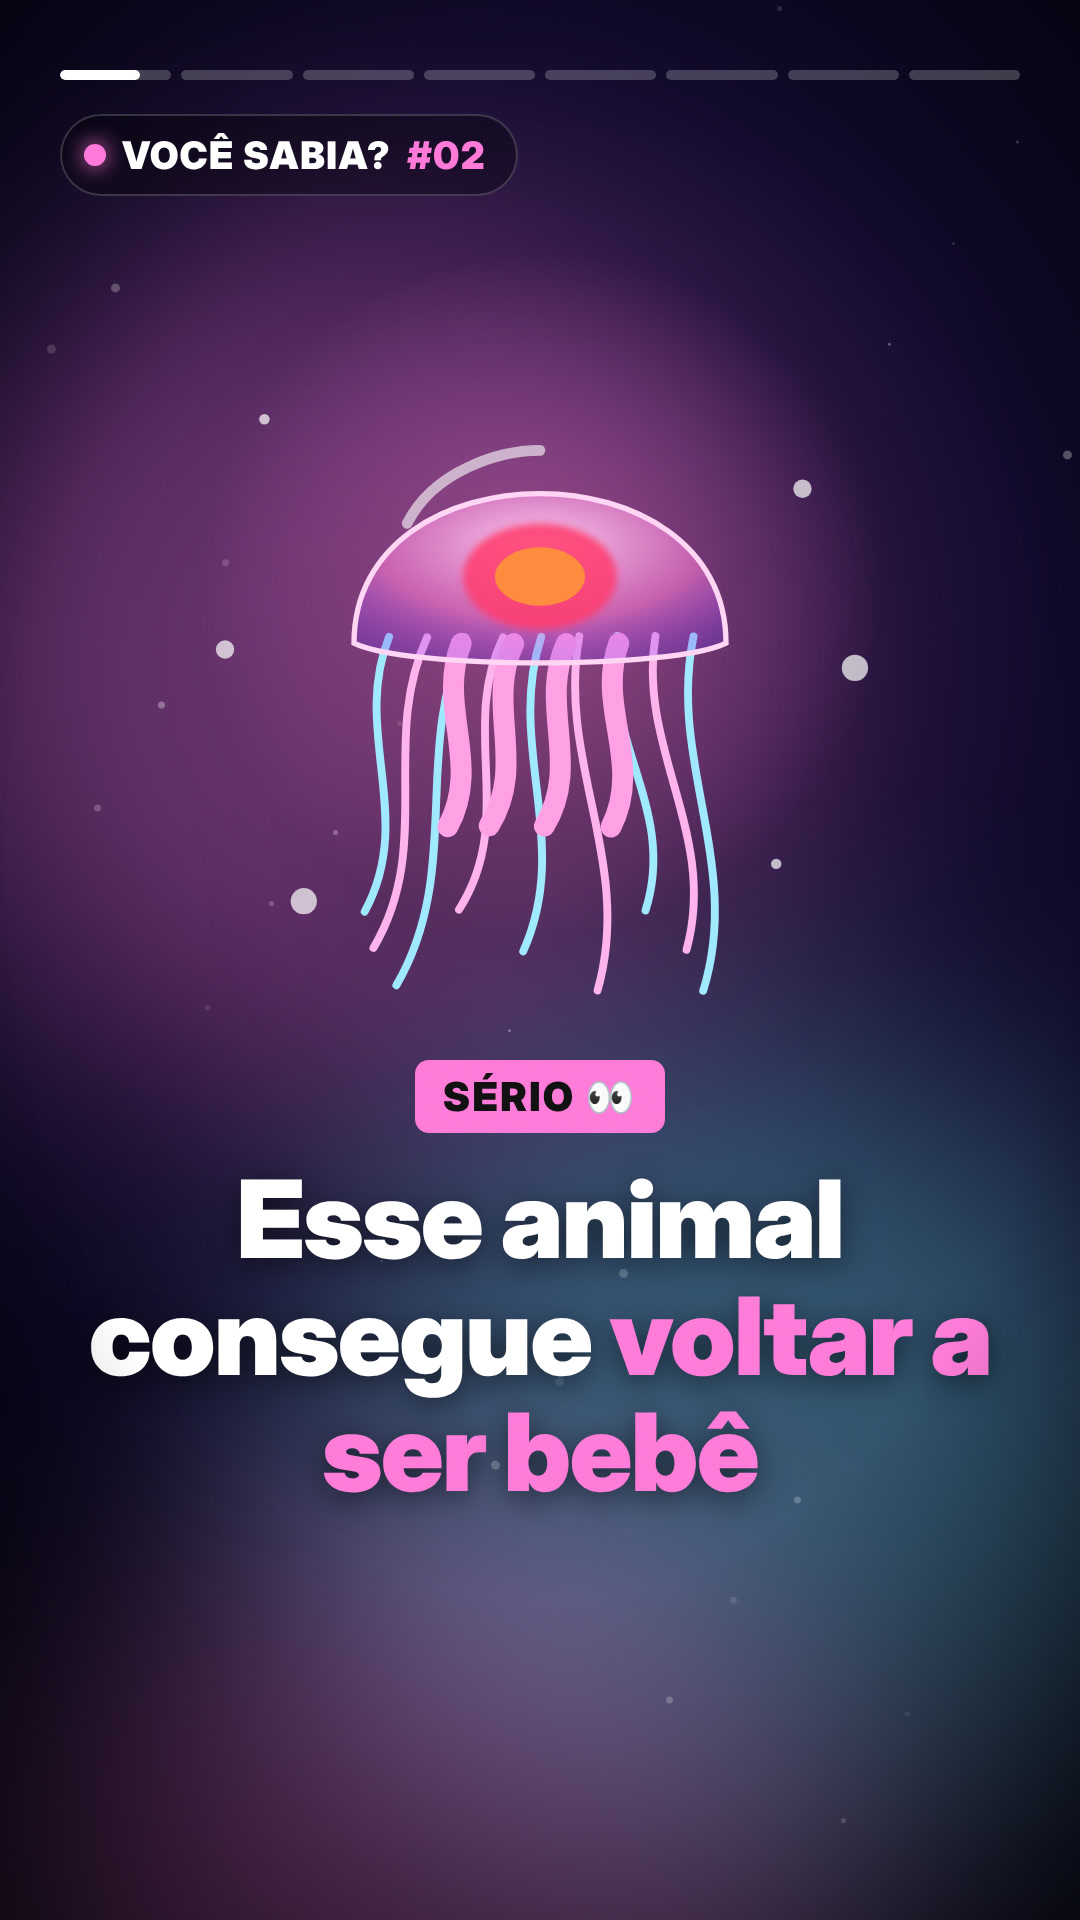 VOCÊ SABIA? #02
SÉRIO 👀
Esse animal
consegue voltar a
ser bebê